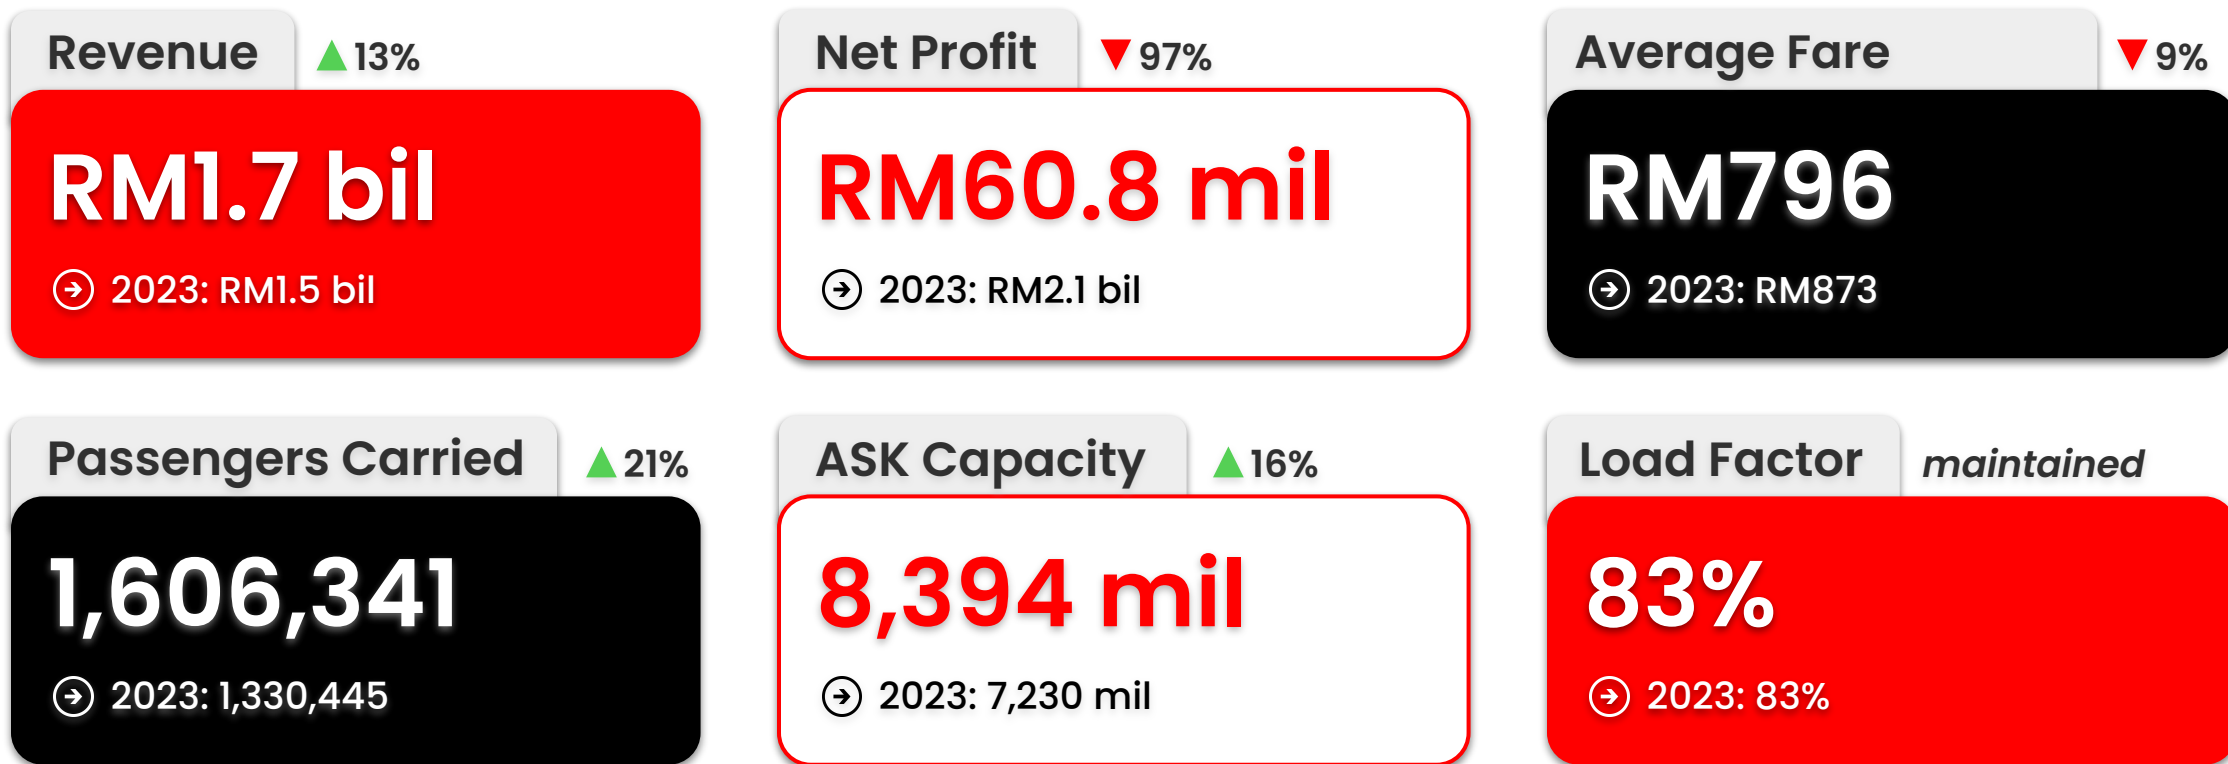 Revenue
▲13%
RM1.7 bil
2023: RM1.5 bil
Net Profit
▼97%
RM60.8 mil
2023: RM2.1 bil
Average Fare
▼9%
RM796
2023: RM873
Passengers Carried
▲21%
1,606,341
2023: 1,330,445
ASK Capacity
▲16%
8,394 mil
2023: 7,230 mil
Load Factor
maintained
83%
2023: 83%